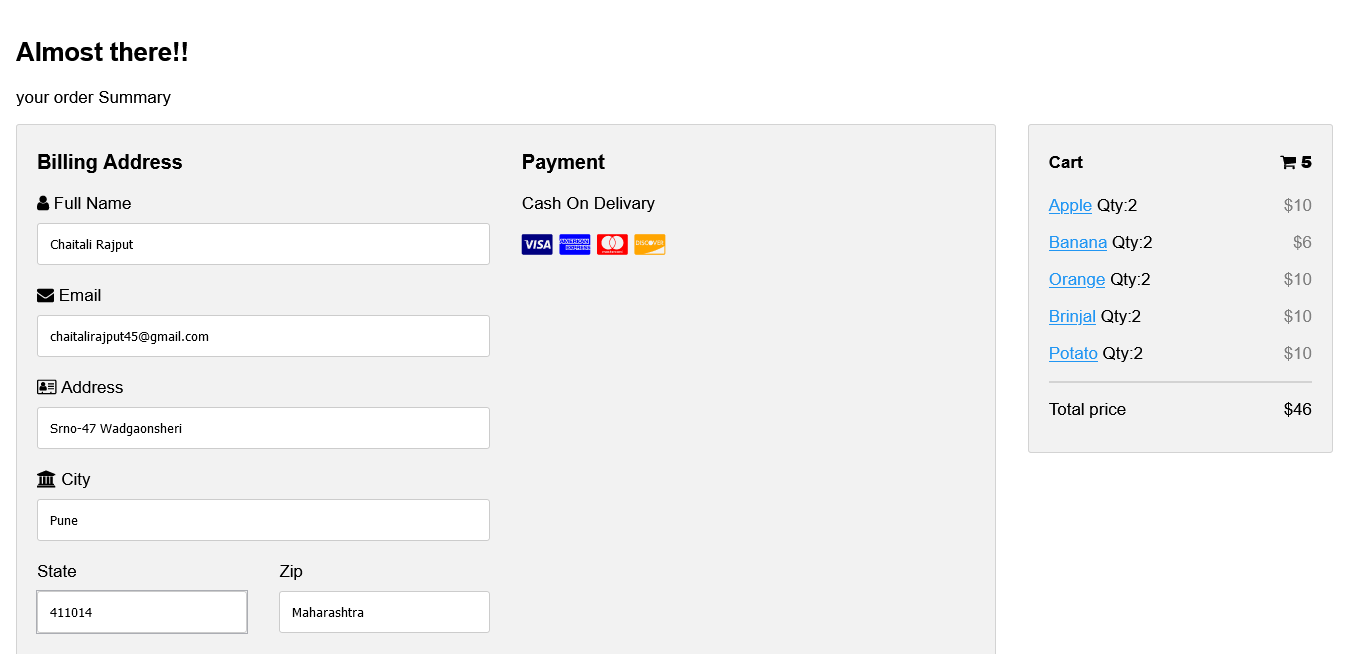 Almost there!!
your order Summary
Billing Address
Full Name
Chaitali Rajput
Email
chaitalirajput45@gmail.com
Address
Srno-47 Wadgaonsheri
City
Pune
State
Zip
411014
Maharashtra
Payment
Cash On Delivary
VISA
AMERICAN EXPRESS
DISCOVER
Cart 5
Apple Qty:2 $10
Banana Qty:2 $6
Orange Qty:2 $10
Brinjal Qty:2 $10
Potato Qty:2 $10
Total price $46